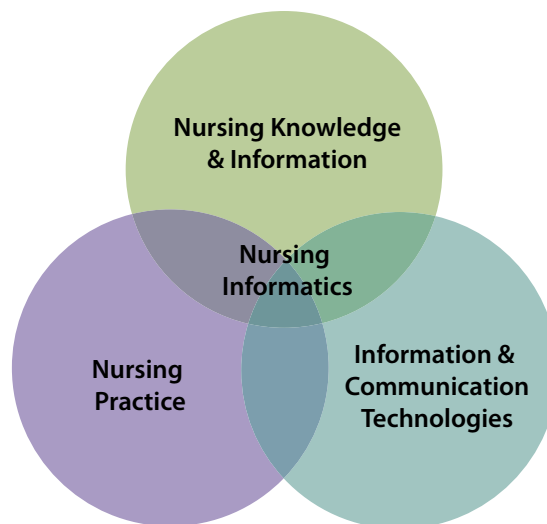 Nursing Knowledge
& Information
Nursing
Informatics
Nursing
Practice
Information &
Communication
Technologies